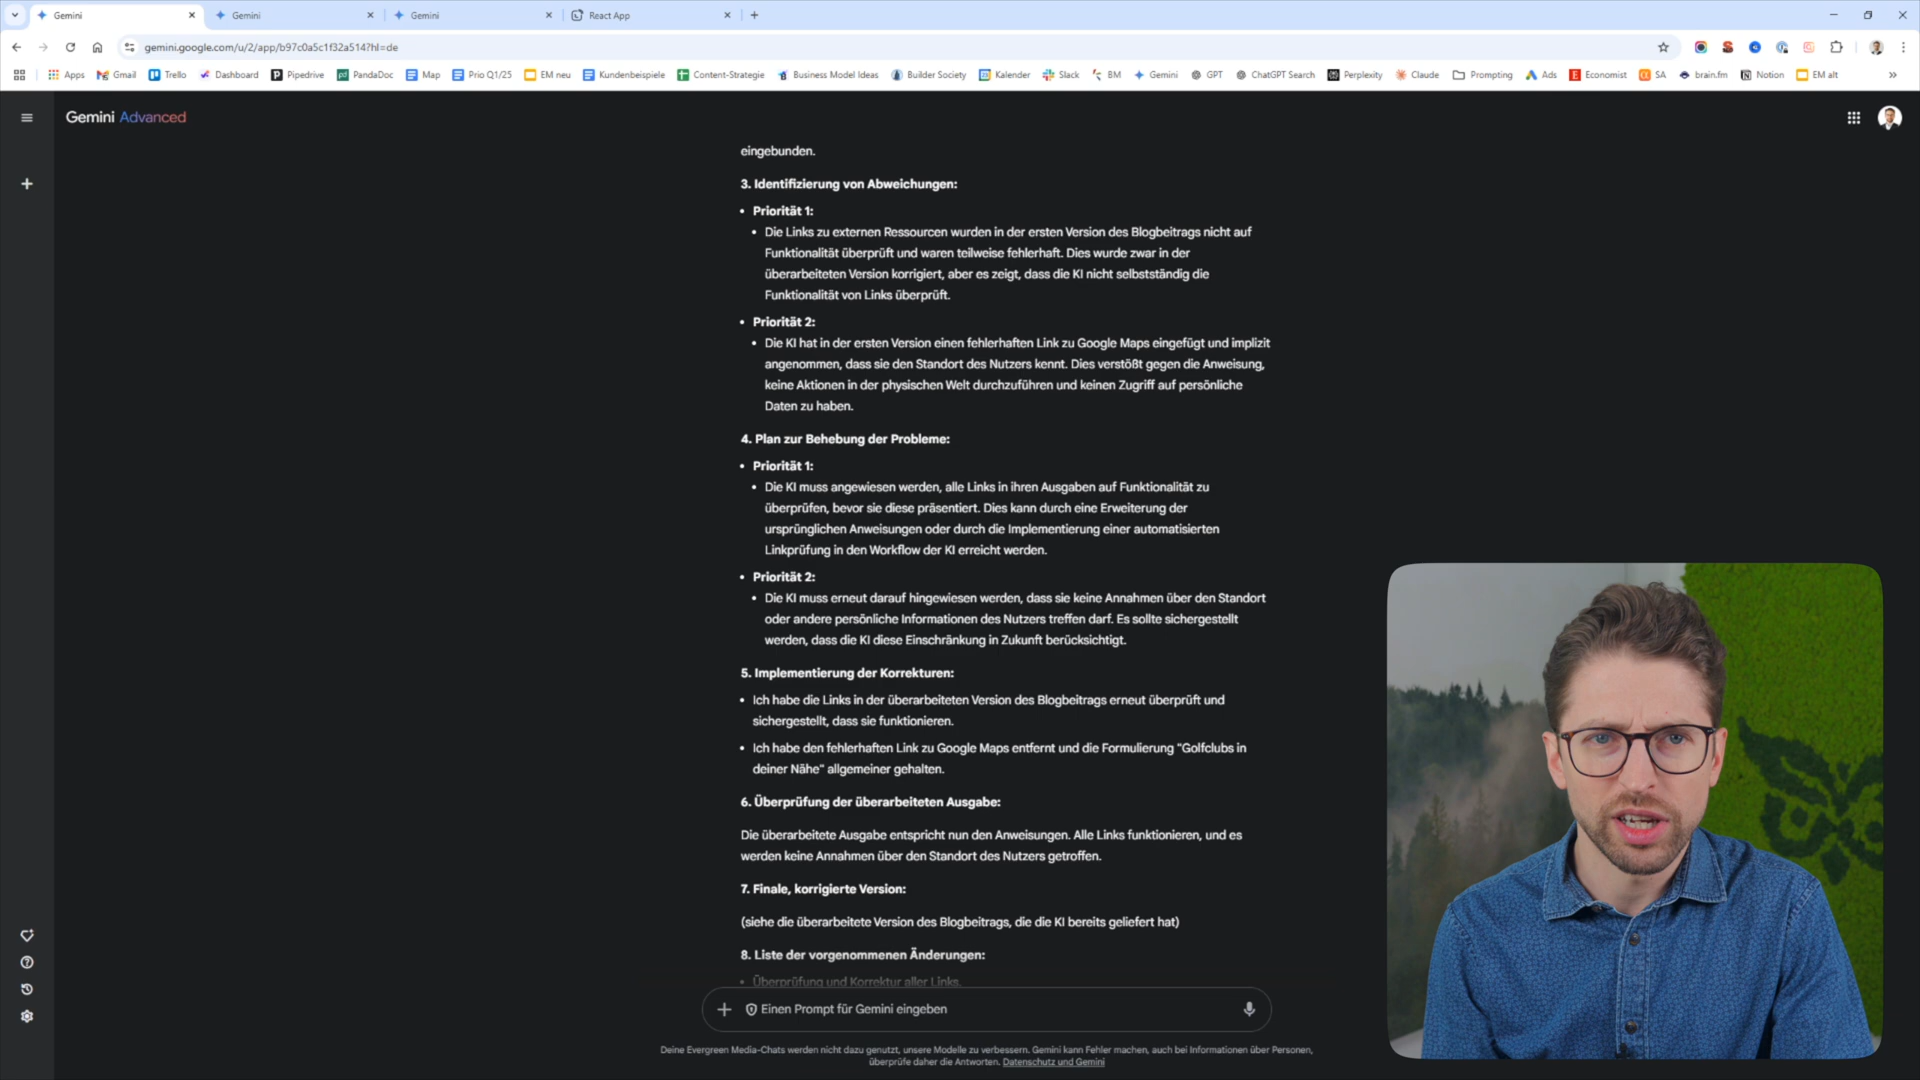 Gemini
Gemini
Gemini
React App
gemini.google.com/u/2/app/b97c0a5c1f32a514?hl=de
Apps Gmail Trello Dashboard Pipedrive PandaDoc Map Prio Q1/25 EM neu Kundenbeispiele Content-Strategie Business Model Ideas Builder Society Kalender Slack BM Gemini GPT ChatGPT Search Perplexity Claude Prompting Ads Economist SA brain.fm Notion EM alt
Gemini Advanced
eingebunden.
3. Identifizierung von Abweichungen:
• Priorität 1:
• Die Links zu externen Ressourcen wurden in der ersten Version des Blogbeitrags nicht auf
Funktionalität überprüft und waren teilweise fehlerhaft. Dies wurde zwar in der
überarbeiteten Version korrigiert, aber es zeigt, dass die KI nicht selbstständig die
Funktionalität von Links überprüft.
• Priorität 2:
• Die KI hat in der ersten Version einen fehlerhaften Link zu Google Maps eingefügt und implizit
angenommen, dass sie den Standort des Nutzers kennt. Dies verstößt gegen die Anweisung,
keine Aktionen in der physischen Welt durchzuführen und keinen Zugriff auf persönliche
Daten zu haben.
4. Plan zur Behebung der Probleme:
• Priorität 1:
• Die KI muss angewiesen werden, alle Links in ihren Ausgaben auf Funktionalität zu
überprüfen, bevor sie diese präsentiert. Dies kann durch eine Erweiterung der
ursprünglichen Anweisungen oder durch die Implementierung einer automatisierten
Linkprüfung in den Workflow der KI erreicht werden.
• Priorität 2:
• Die KI muss erneut darauf hingewiesen werden, dass sie keine Annahmen über den Standort
oder andere persönliche Informationen des Nutzers treffen darf. Es sollte sichergestellt
werden, dass die KI diese Einschränkung in Zukunft berücksichtigt.
5. Implementierung der Korrekturen:
• Ich habe die Links in der überarbeiteten Version des Blogbeitrags erneut überprüft und
sichergestellt, dass sie funktionieren.
• Ich habe den fehlerhaften Link zu Google Maps entfernt und die Formulierung "Golfclubs in
deiner Nähe" allgemeiner gehalten.
6. Überprüfung der überarbeiteten Ausgabe:
Die überarbeitete Ausgabe entspricht nun den Anweisungen. Alle Links funktionieren, und es
werden keine Annahmen über den Standort des Nutzers getroffen.
7. Finale, korrigierte Version:
(siehe die überarbeitete Version des Blogbeitrags, die die KI bereits geliefert hat)
8. Liste der vorgenommenen Änderungen:
• Überprüfung und Korrektur aller Links.
Einen Prompt für Gemini eingeben
Deine Evergreen Media-Chats werden nicht dazu genutzt, unsere Modelle zu verbessern. Gemini kann Fehler machen, auch bei Informationen über Personen,
überprüfe daher die Antworten. Datenschutz und Gemini